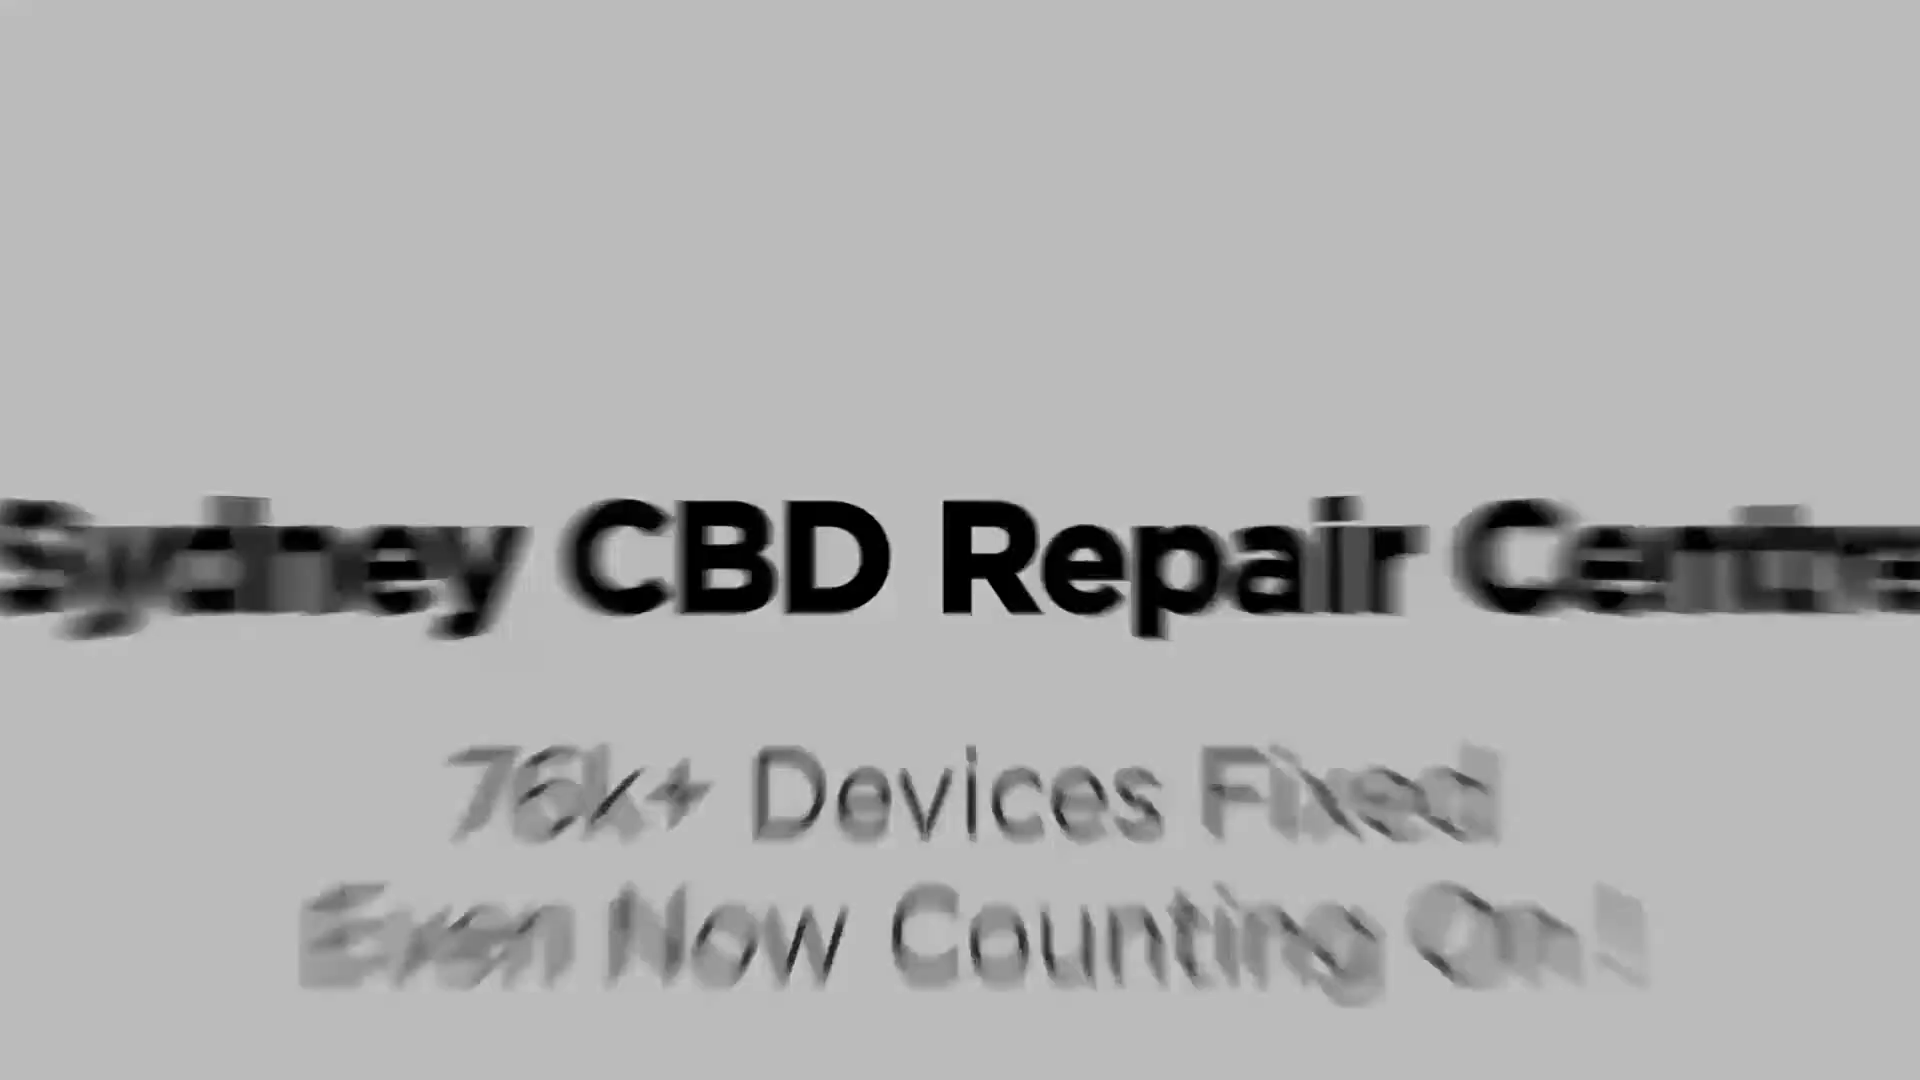 Sydney CBD Repair Centre
76k+ Devices Fixed
Even Now Counting On!